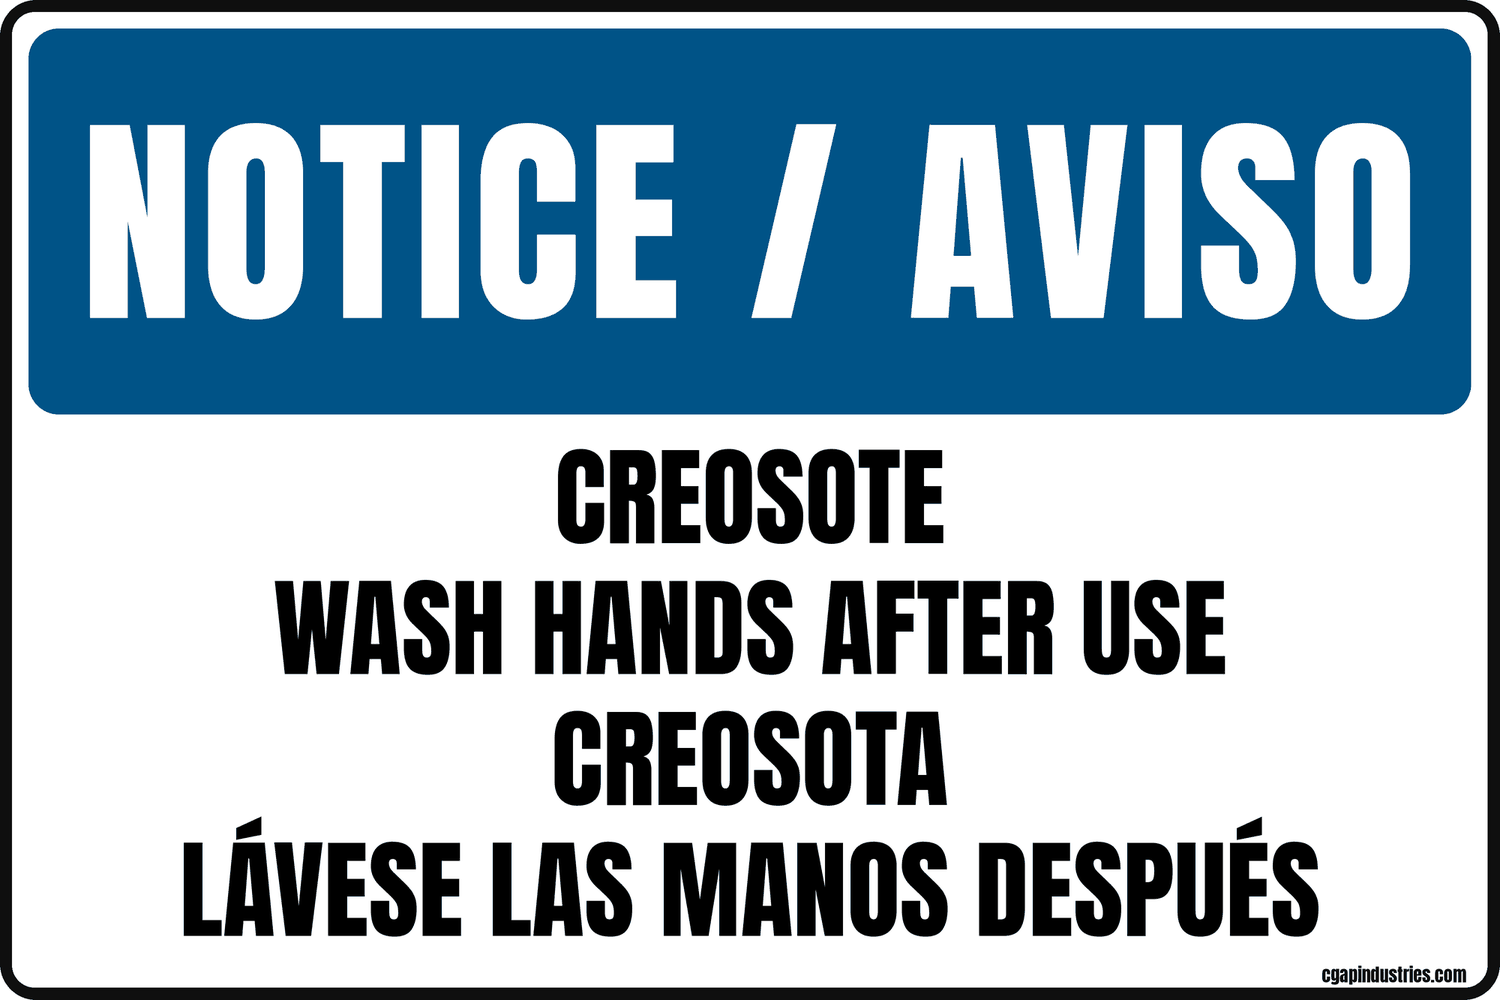 NOTICE / AVISO
CREOSOTE
WASH HANDS AFTER USE
CREOSOTA
LÁVESE LAS MANOS DESPUÉS
cgapindustries.com